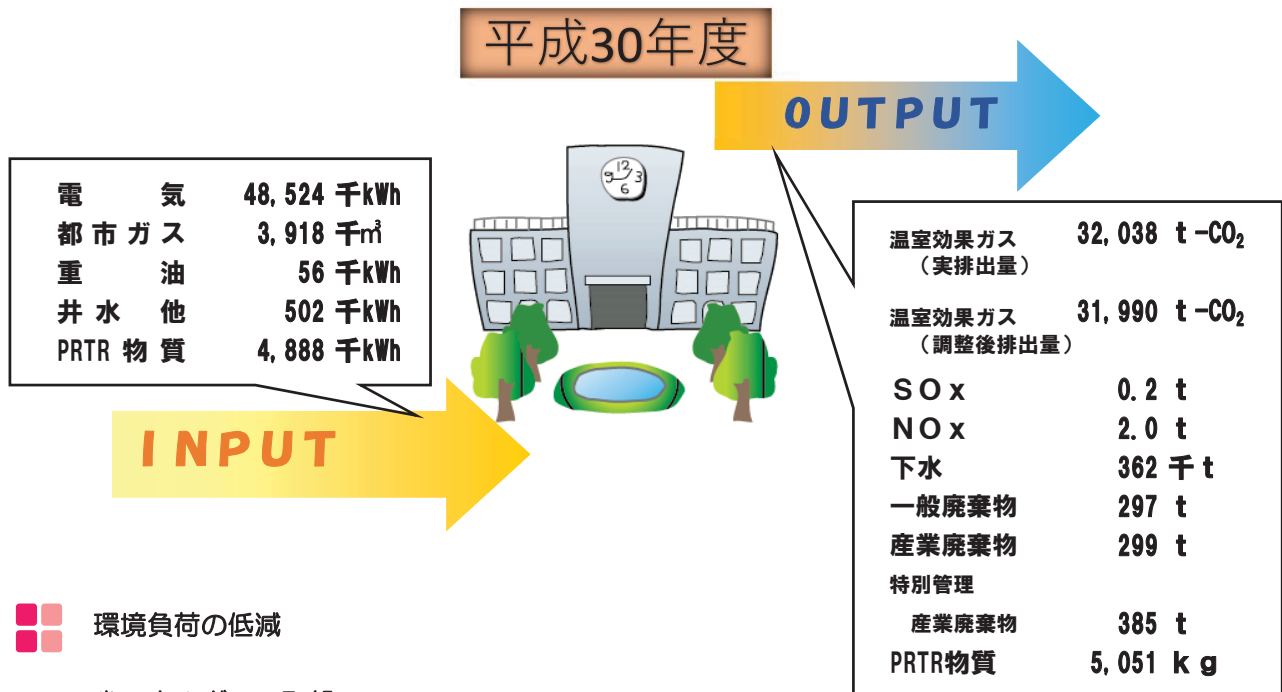 平成30年度
OUTPUT
電気 48,524 千kWh
都市ガス 3,918 千㎥
重油 56 千kWh
井水他 502 千kWh
PRTR 物質 4,888 千kWh
INPUT
12
9 3
6
温室効果ガス 32,038 t-CO₂
（実排出量）
温室効果ガス 31,990 t-CO₂
（調整後排出量）
SOx 0.2 t
NOx 2.0 t
下水 362 千t
一般廃棄物 297 t
産業廃棄物 299 t
特別管理
産業廃棄物 385 t
PRTR物質 5,051 kg
環境負荷の低減